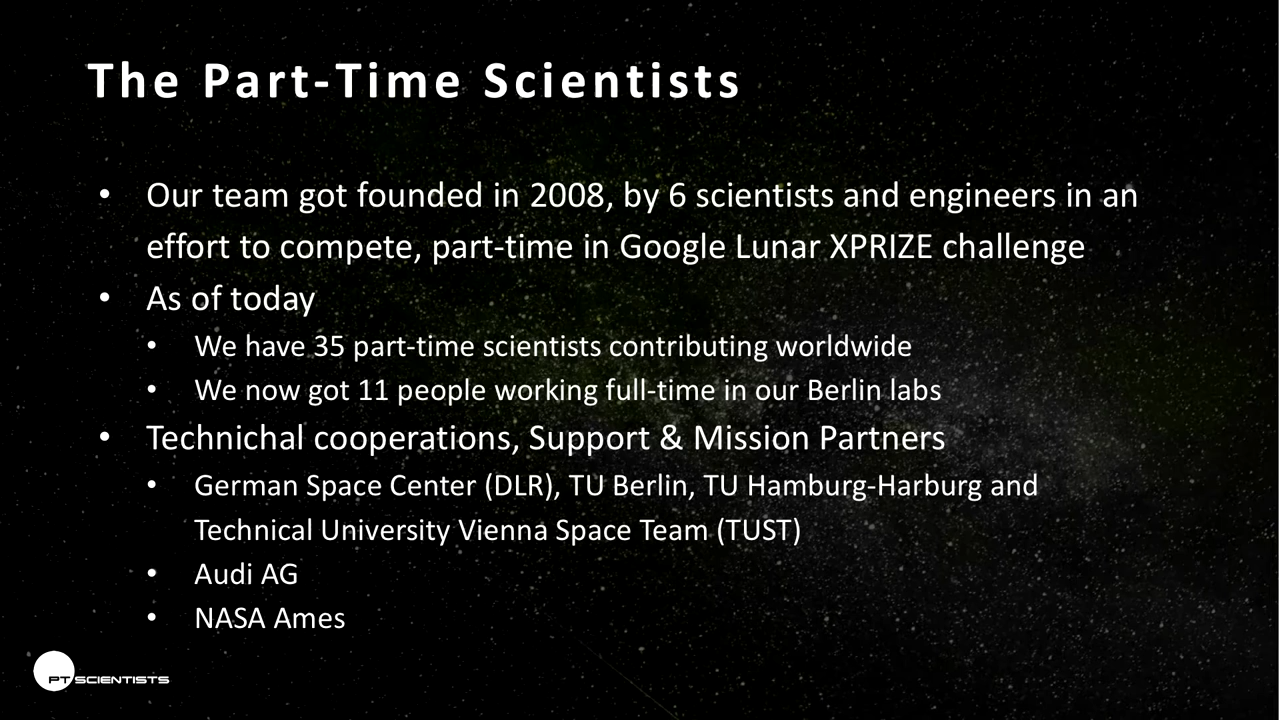 The Part-Time Scientists
• Our team got founded in 2008, by 6 scientists and engineers in an
effort to compete, part-time in Google Lunar XPRIZE challenge
• As of today
• We have 35 part-time scientists contributing worldwide
• We now got 11 people working full-time in our Berlin labs
• Technichal cooperations, Support & Mission Partners
• German Space Center (DLR), TU Berlin, TU Hamburg-Harburg and
Technical University Vienna Space Team (TUST)
• Audi AG
• NASA Ames
PT SCIENTISTS